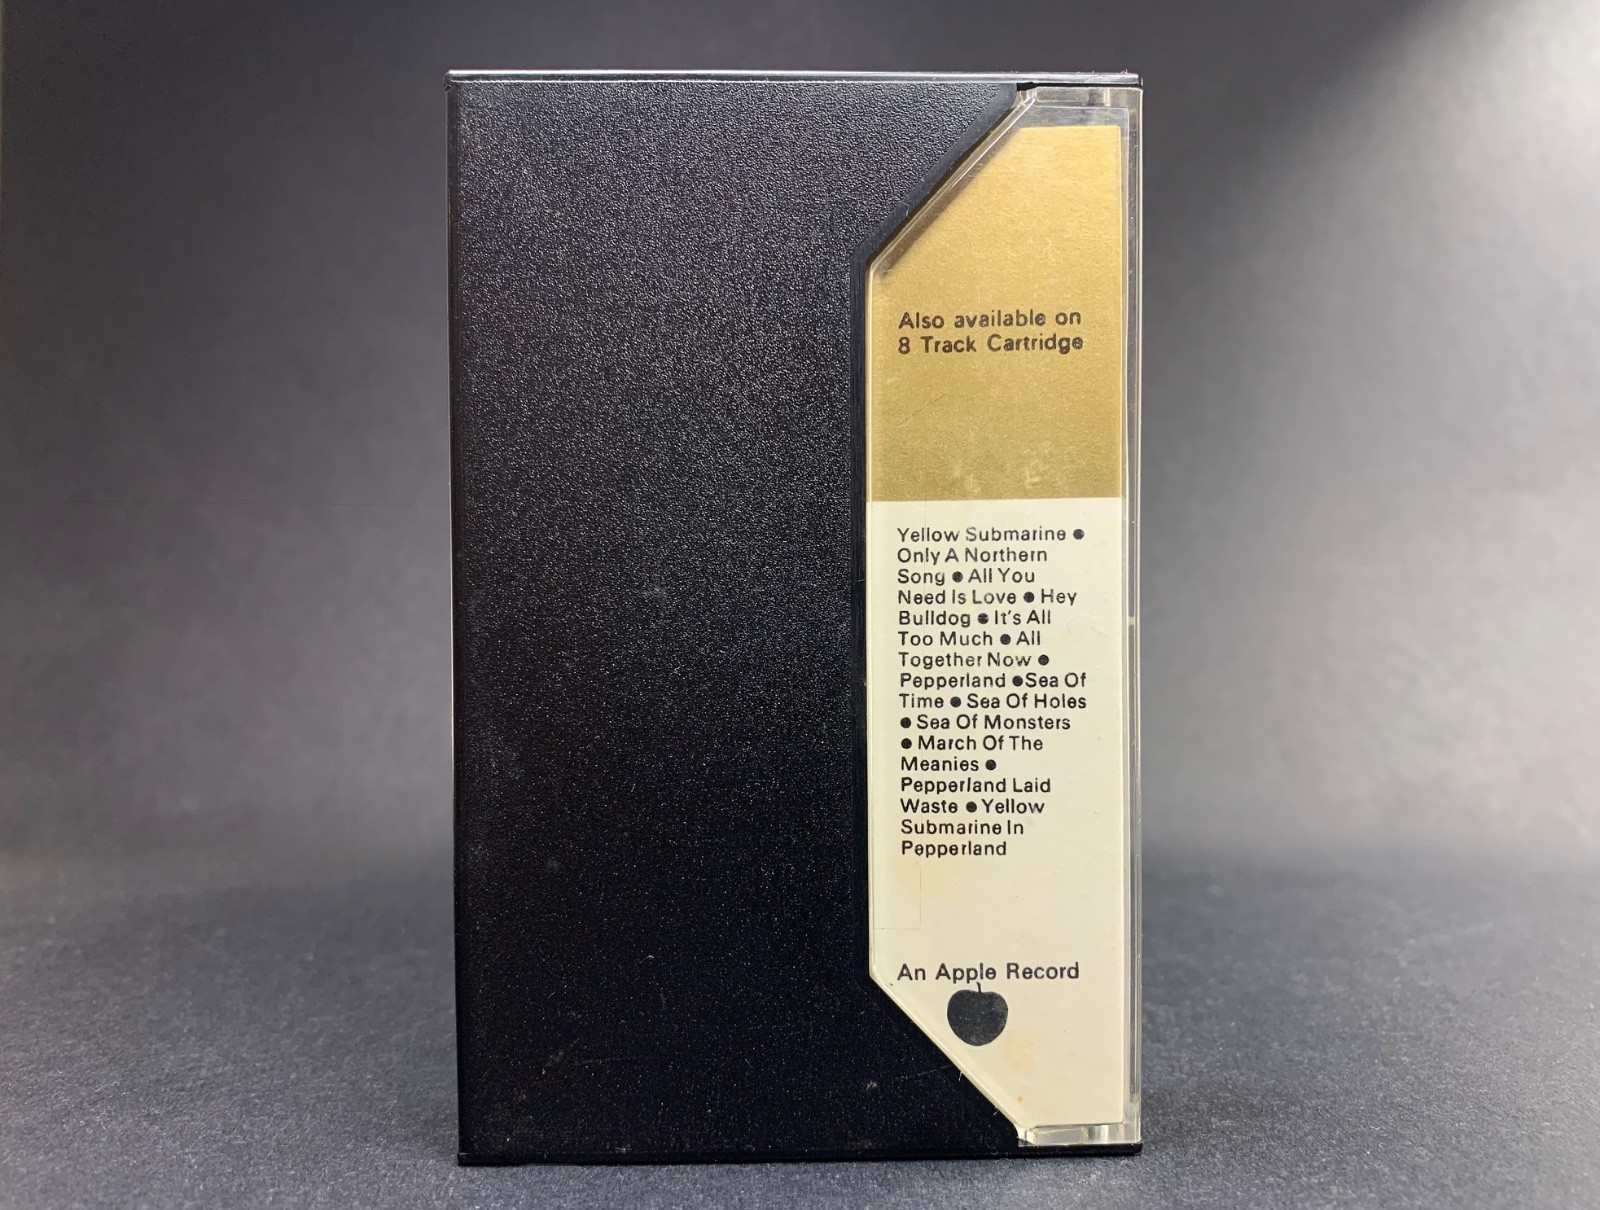 Also available on
8 Track Cartridge
Yellow Submarine ●
Only A Northern
Song ● All You
Need Is Love ● Hey
Bulldog ● It's All
Too Much ● All
Together Now ●
Pepperland ● Sea Of
Time ● Sea Of Holes
● Sea Of Monsters
● March Of The
Meanies ●
Pepperland Laid
Waste ● Yellow
Submarine In
Pepperland
An Apple Record